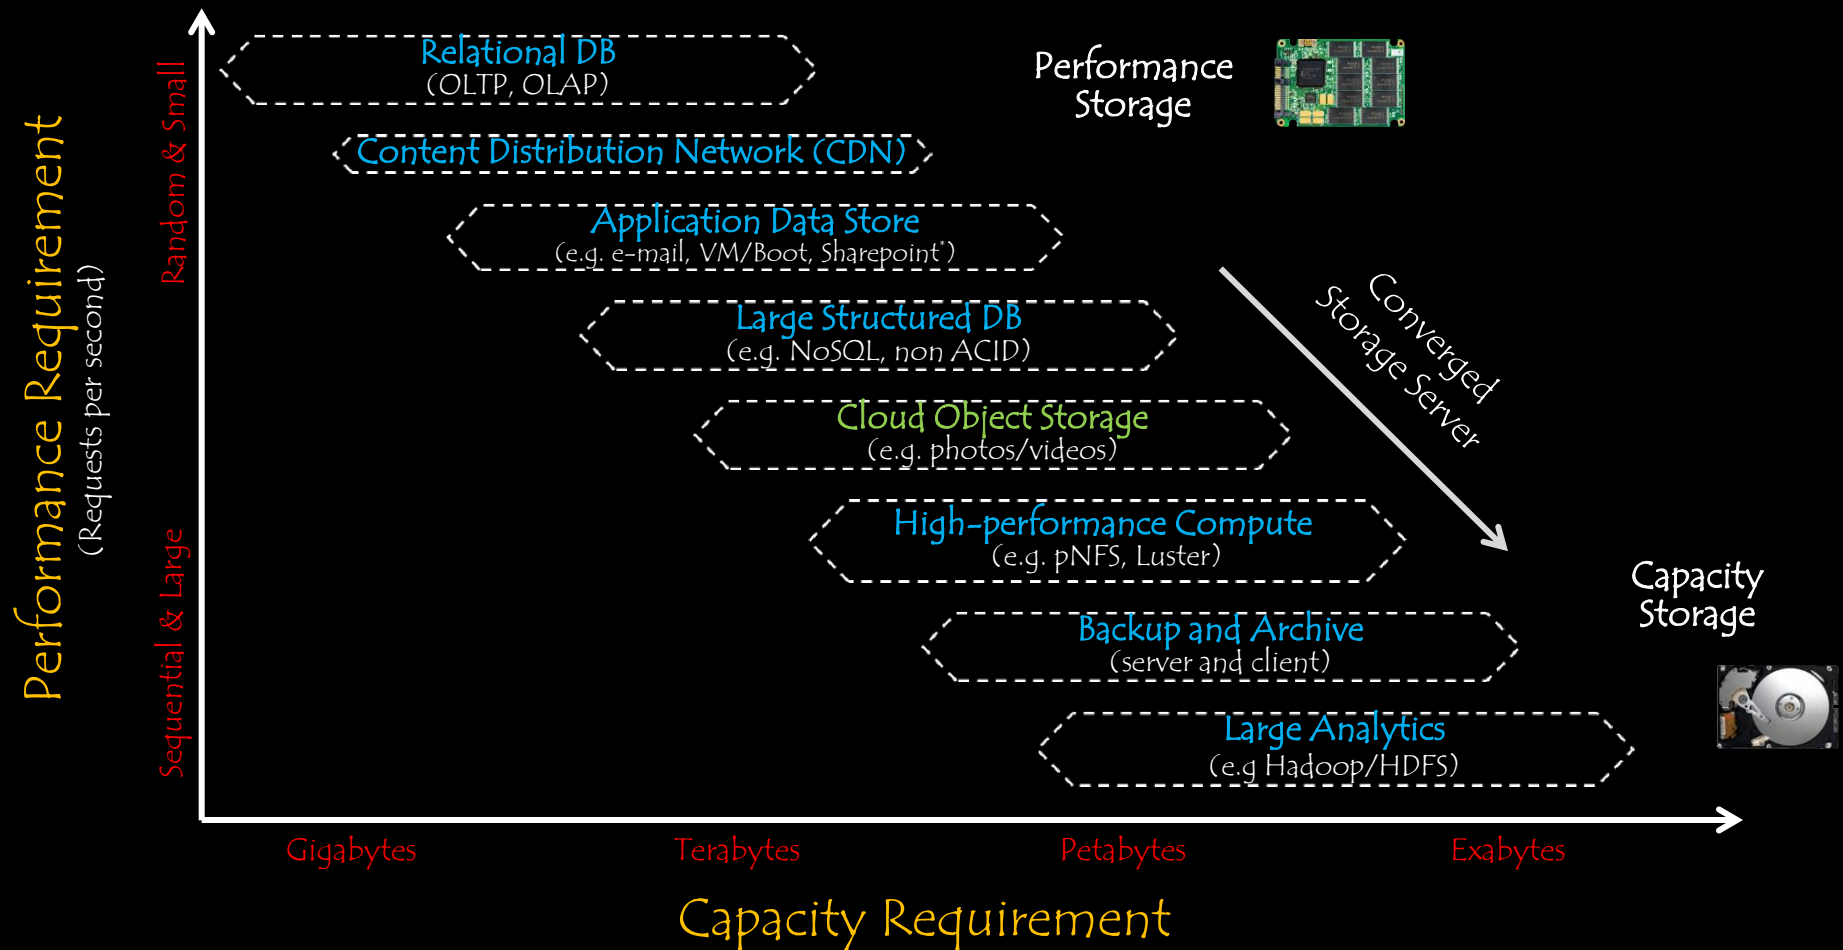 Performance Requirement
(Requests per second)
Random & Small
Sequential & Large
Relational DB
(OLTP, OLAP)
Content Distribution Network (CDN)
Application Data Store
(e.g. e-mail, VM/Boot, Sharepoint*)
Large Structured DB
(e.g. NoSQL, non ACID)
Cloud Object Storage
(e.g. photos/videos)
High-performance Compute
(e.g. pNFS, Luster)
Backup and Archive
(server and client)
Large Analytics
(e.g Hadoop/HDFS)
Performance
Storage
Converged
Storage Server
Capacity
Storage
Gigabytes
Terabytes
Petabytes
Exabytes
Capacity Requirement